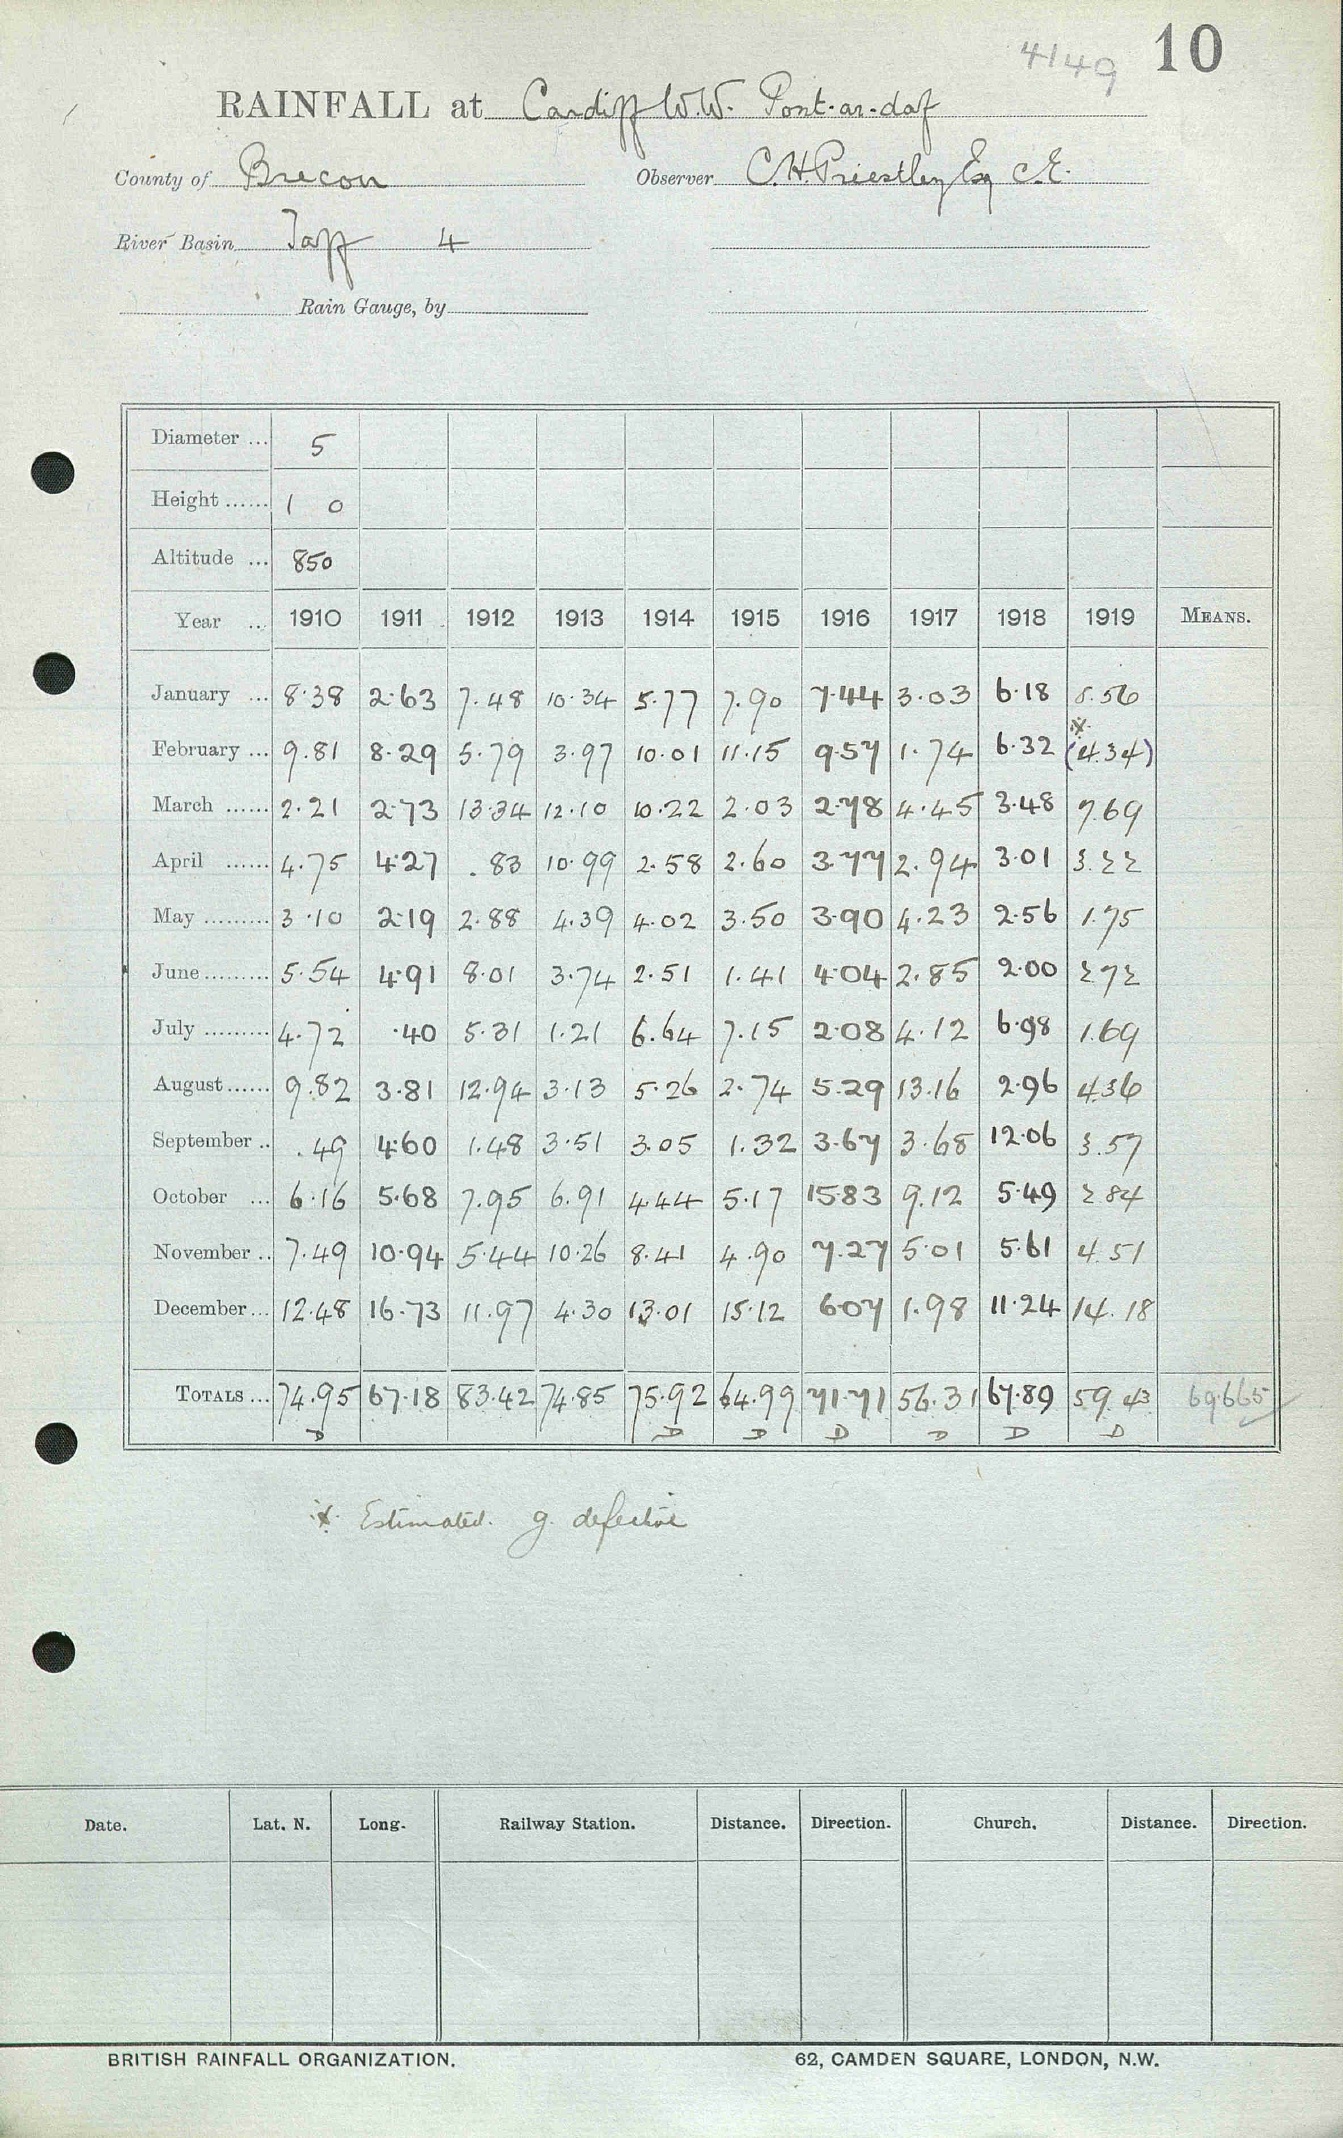 4149 10
RAINFALL at Cardiff W.W. Pont-ar-daf
County of Brecon Observer C.H.Priestley Esq C.E.
River Basin Taff 4
Rain Gauge, by
Diameter ... 5
Height ...... 1 0
Altitude ... 850
Year ... 1910 1911 1912 1913 1914 1915 1916 1917 1918 1919 MEANS.
January ... 8.38 2.63 7.48 10.34 5.77 7.90 7.44 3.03 6.18 8.56
February ... 9.81 8.29 5.79 3.97 10.01 11.15 9.57 1.74 6.32 (4.34) *
March ...... 2.21 2.73 13.34 12.10 10.22 2.03 2.78 4.45 3.48 7.69
April ...... 4.75 4.27 .83 10.99 2.58 2.60 3.77 2.94 3.01 3.22
May ......... 3.10 2.19 2.88 4.39 4.02 3.50 3.90 4.23 2.56 1.75
June ......... 5.54 4.91 8.01 3.74 2.51 1.41 4.04 2.85 2.00 2.72
July ......... 4.72 .40 5.31 1.21 6.64 7.15 2.08 4.12 6.98 1.69
August ...... 9.82 3.81 12.94 3.13 5.26 2.74 5.29 13.16 2.96 4.36
September .. .49 4.60 1.48 3.51 3.05 1.32 3.67 3.68 12.06 3.57
October ... 6.16 5.68 7.95 6.91 4.44 5.17 15.83 9.12 5.49 2.84
November .. 7.49 10.94 5.44 10.26 8.41 4.90 7.27 5.01 5.61 4.51
December ... 12.48 16.73 11.97 4.30 13.01 15.12 6.07 1.98 11.24 14.18
TOTALS ... 74.95 67.18 83.42 74.85 75.92 64.99 71.71 56.31 67.89 59.43 69.665
D D D D D D D
* Estimated. g. defective
Date. Lat. N. Long. Railway Station. Distance. Direction. Church. Distance. Direction.
BRITISH RAINFALL ORGANIZATION. 62, CAMDEN SQUARE, LONDON, N.W.